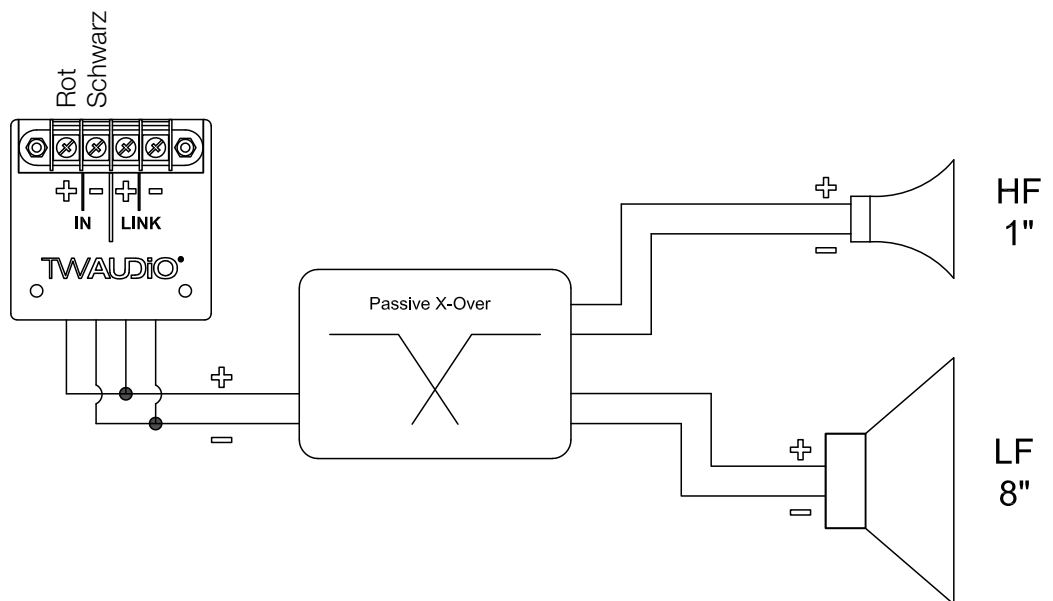 Rot
Schwarz
+ - + -
IN LINK
TWAUDiO
Passive X-Over
+
-
+
-
HF
1"
+
-
LF
8"